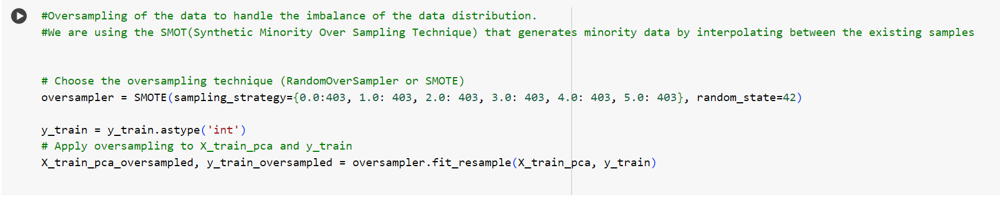 #Oversampling of the data to handle the imbalance of the data distribution.
#We are using the SMOT(Synthetic Minority Over Sampling Technique) that generates minority data by interpolating between the existing samples
# Choose the oversampling technique (RandomOverSampler or SMOTE)
oversampler = SMOTE(sampling_strategy={0.0:403, 1.0: 403, 2.0: 403, 3.0: 403, 4.0: 403, 5.0: 403}, random_state=42)
y_train = y_train.astype('int')
# Apply oversampling to X_train_pca and y_train
X_train_pca_oversampled, y_train_oversampled = oversampler.fit_resample(X_train_pca, y_train)